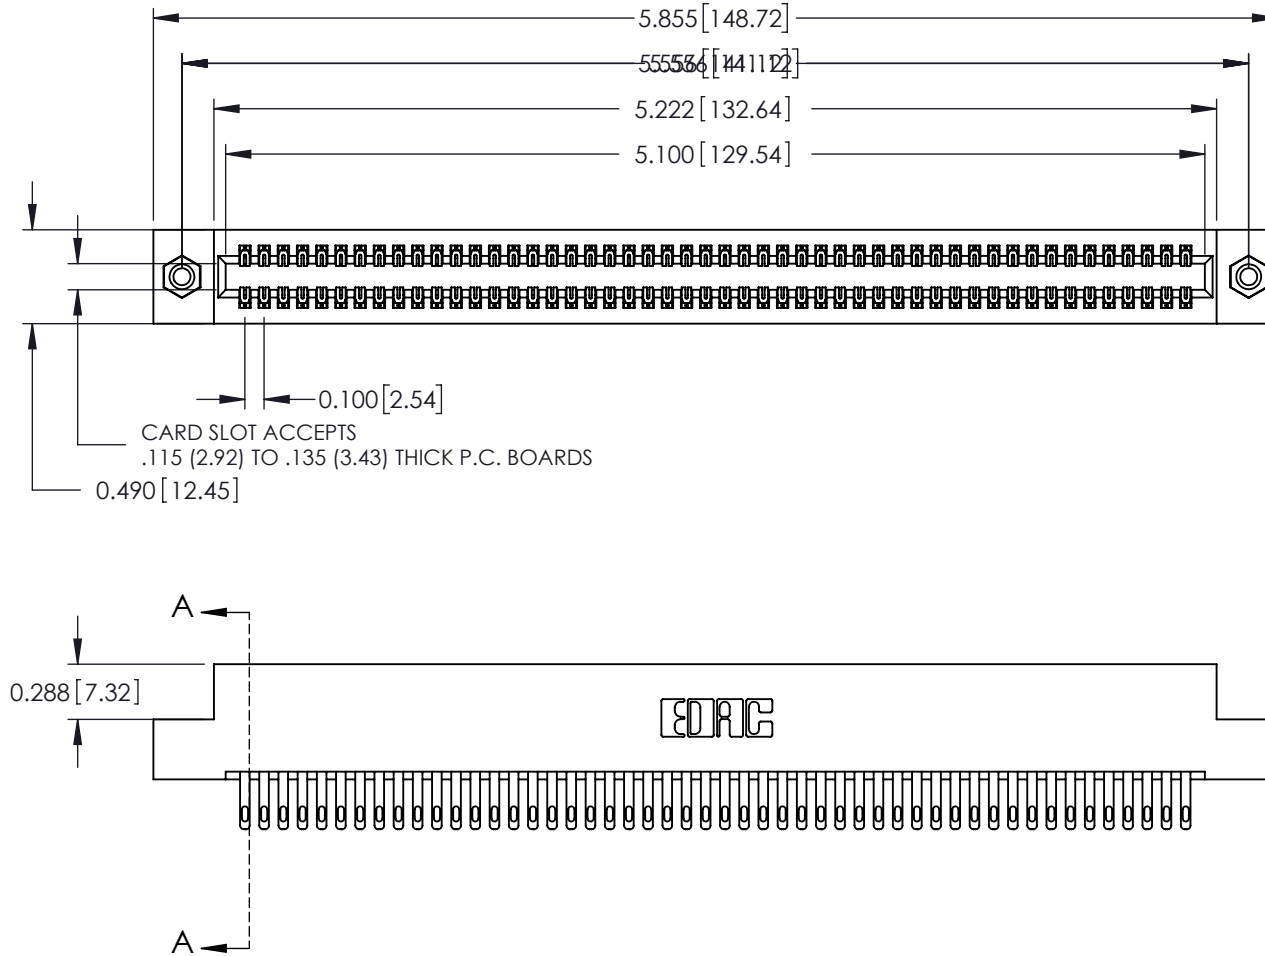 5.855[148.72]
5.222[132.64]
5.100[129.54]
0.100[2.54]
CARD SLOT ACCEPTS
.115 (2.92) TO .135 (3.43) THICK P.C. BOARDS
0.490[12.45]
A
0.288[7.32]
EDAC
A